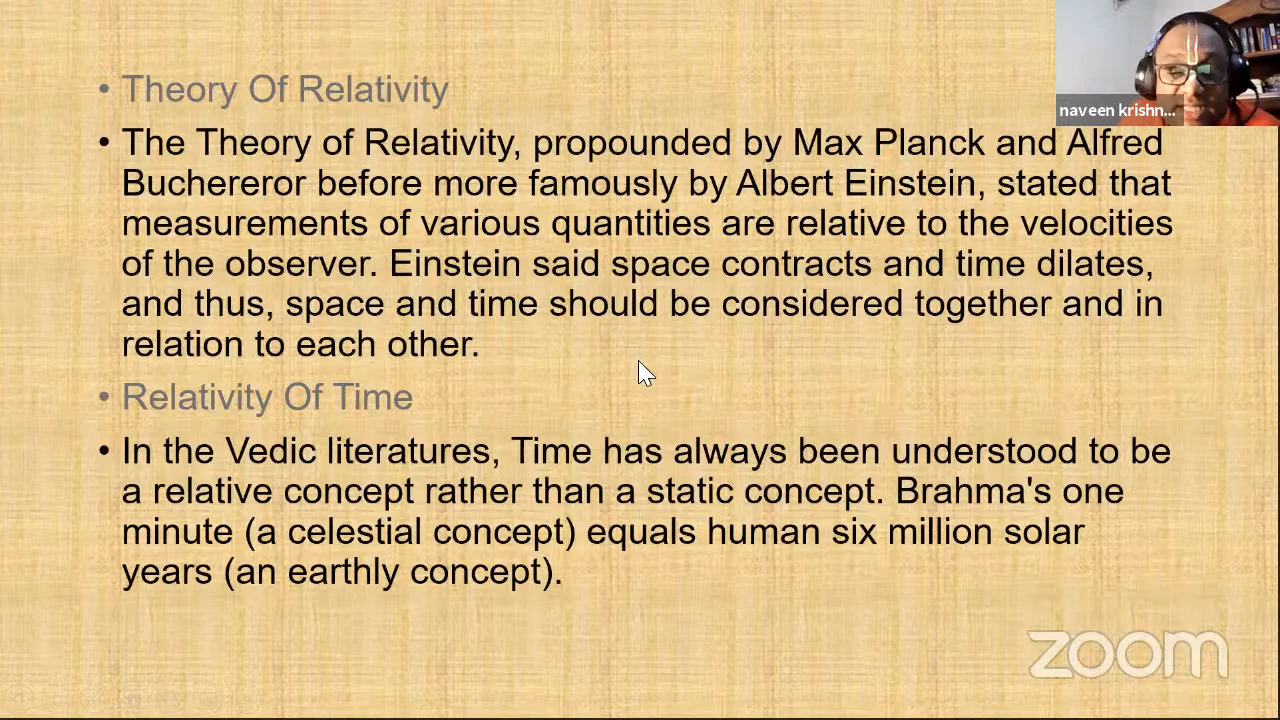 • Theory Of Relativity
naveen krishn...
• The Theory of Relativity, propounded by Max Planck and Alfred
Buchereror before more famously by Albert Einstein, stated that
measurements of various quantities are relative to the velocities
of the observer. Einstein said space contracts and time dilates,
and thus, space and time should be considered together and in
relation to each other.
• Relativity Of Time
• In the Vedic literatures, Time has always been understood to be
a relative concept rather than a static concept. Brahma's one
minute (a celestial concept) equals human six million solar
years (an earthly concept).
zoom